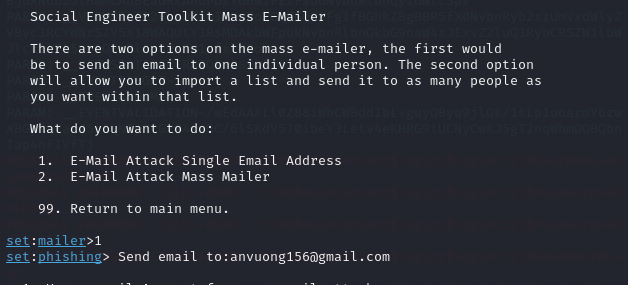 Social Engineer Toolkit Mass E-Mailer
There are two options on the mass e-mailer, the first would
be to send an email to one individual person. The second option
will allow you to import a list and send it to as many people as
you want within that list.
What do you want to do:
1. E-Mail Attack Single Email Address
2. E-Mail Attack Mass Mailer
99. Return to main menu.
set:mailer>1
set:phishing> Send email to:anvuong156@gmail.com